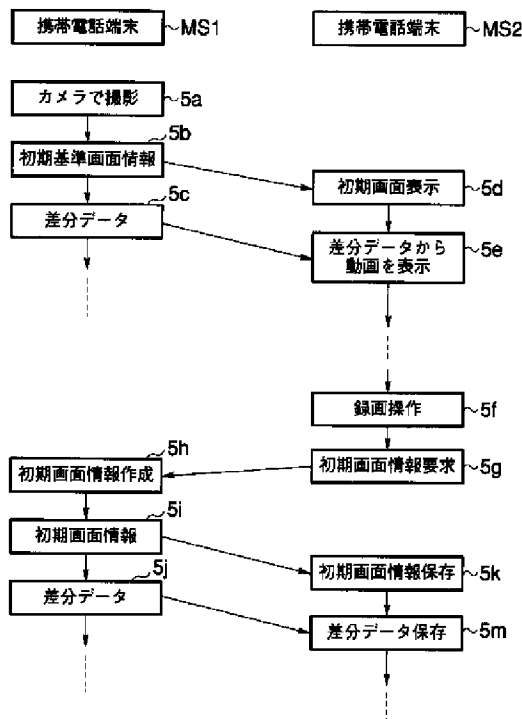 携帯電話端末 MS1
携帯電話端末 MS2
カメラで撮影 5a
初期基準画面情報 5b
初期画面表示 5d
差分データ 5c
差分データから
動画を表示 5e
録画操作 5f
初期画面情報要求 5g
初期画面情報作成 5h
初期画面情報 5i
初期画面情報保存 5k
差分データ 5j
差分データ保存 5m